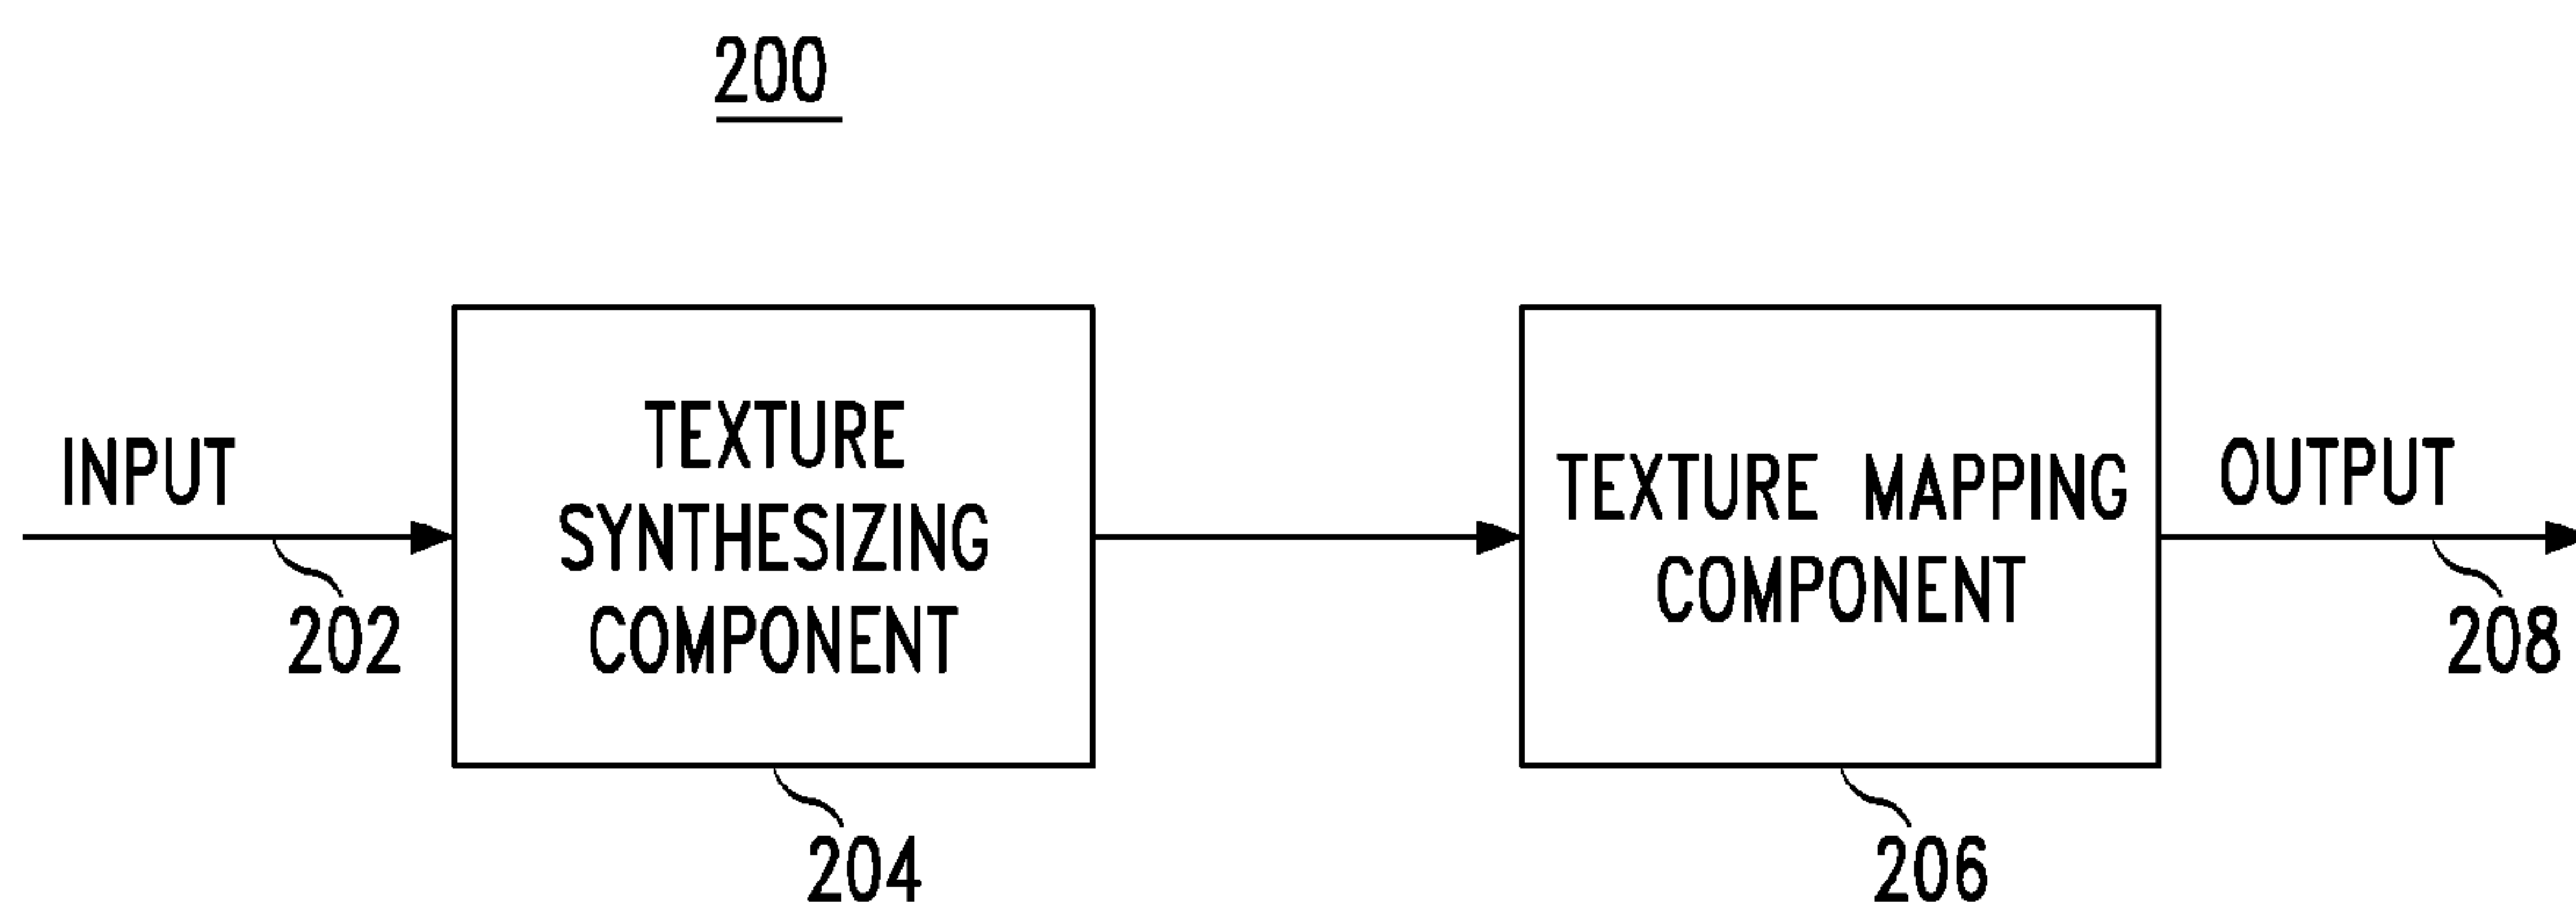 200
INPUT
202
TEXTURE
SYNTHESIZING
COMPONENT
204
TEXTURE MAPPING
COMPONENT
206
OUTPUT
208